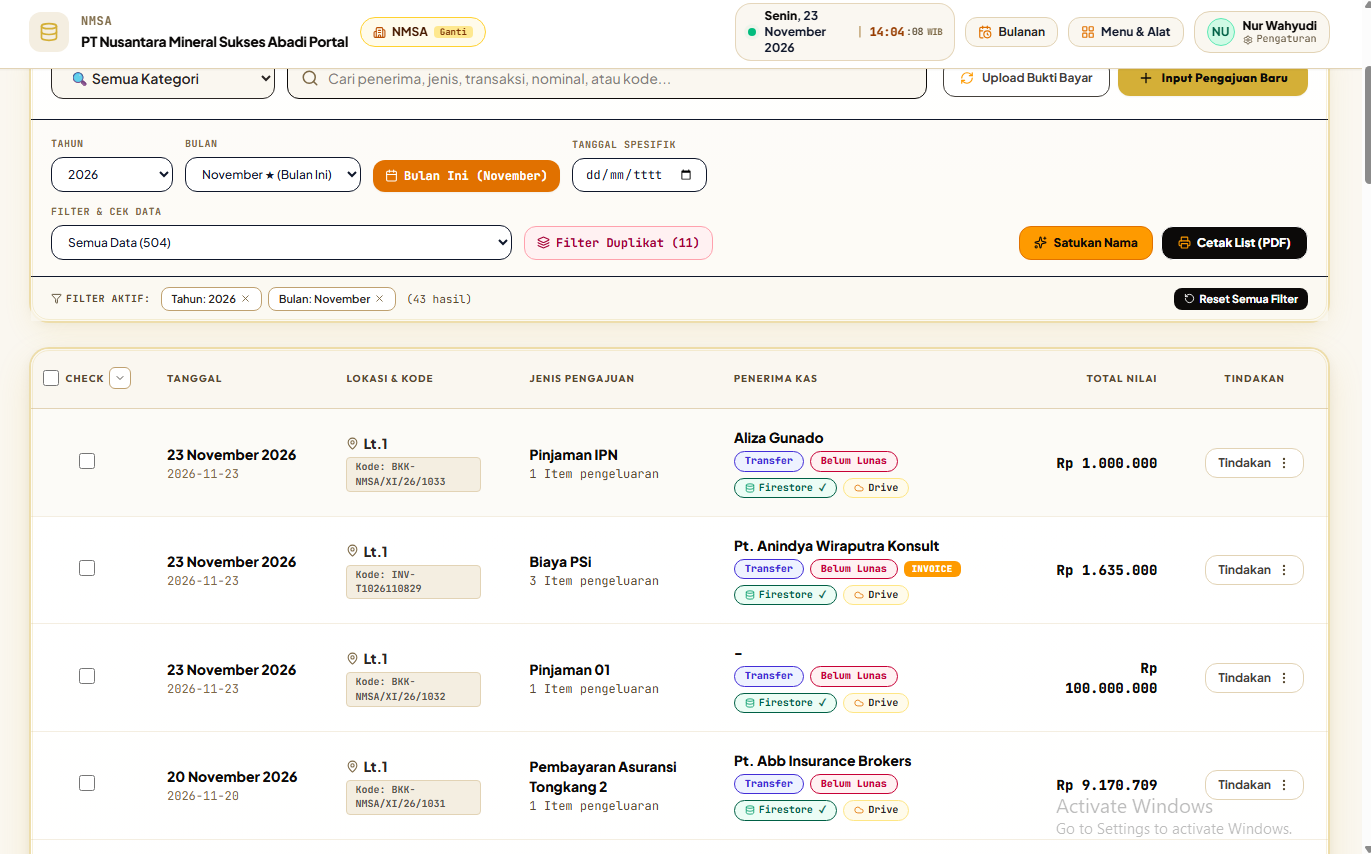 NMSA
PT Nusantara Mineral Sukses Abadi Portal
NMSA Ganti
Senin, 23
November
2026
| 14:04:08 WIB
Bulanan
Menu & Alat
NU
Nur Wahyudi
Pengaturan
Semua Kategori
Cari penerima, jenis, transaksi, nominal, atau kode...
Upload Bukti Bayar
Input Pengajuan Baru
TAHUN
BULAN
TANGGAL SPESIFIK
2026
November ★ (Bulan Ini)
Bulan Ini (November)
dd/mm/tttt
FILTER & CEK DATA
Semua Data (504)
Filter Duplikat (11)
Satukan Nama
Cetak List (PDF)
FILTER AKTIF:
Tahun: 2026 ×
Bulan: November ×
(43 hasil)
Reset Semua Filter
CHECK
TANGGAL
LOKASI & KODE
JENIS PENGAJUAN
PENERIMA KAS
TOTAL NILAI
TINDAKAN
23 November 2026
2026-11-23
Lt.1
Kode: BKK-
NMSA/XI/26/1033
Pinjaman IPN
1 Item pengeluaran
Aliza Gunado
Transfer
Belum Lunas
Firestore ✓
Drive
Rp 1.000.000
Tindakan ⋮
23 November 2026
2026-11-23
Lt.1
Kode: INV-
T1026110829
Biaya PSi
3 Item pengeluaran
Pt. Anindya Wiraputra Konsult
Transfer
Belum Lunas
INVOICE
Firestore ✓
Drive
Rp 1.635.000
Tindakan ⋮
23 November 2026
2026-11-23
Lt.1
Kode: BKK-
NMSA/XI/26/1032
Pinjaman 01
1 Item pengeluaran
–
Transfer
Belum Lunas
Firestore ✓
Drive
Rp
100.000.000
Tindakan ⋮
20 November 2026
2026-11-20
Lt.1
Kode: BKK-
NMSA/XI/26/1031
Pembayaran Asuransi
Tongkang 2
1 Item pengeluaran
Pt. Abb Insurance Brokers
Transfer
Belum Lunas
Firestore ✓
Drive
Rp 9.170.709
Tindakan ⋮
Activate Windows
Go to Settings to activate Windows.